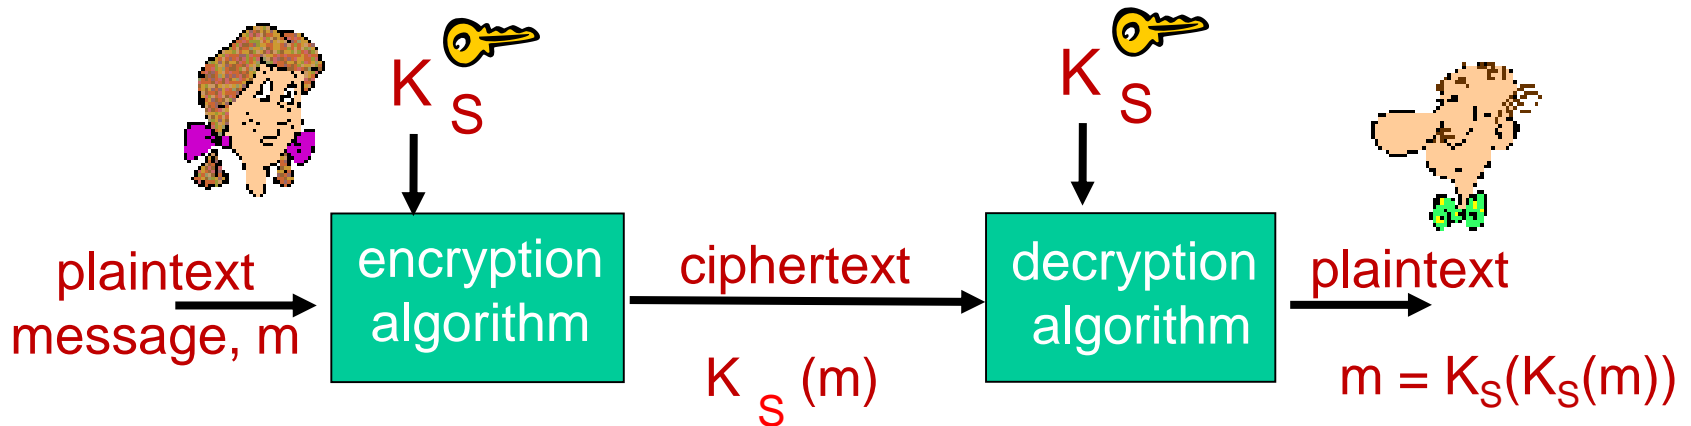 K S
K S
plaintext
message, m
encryption
algorithm
ciphertext
K S (m)
decryption
algorithm
plaintext
m = KS(KS(m))